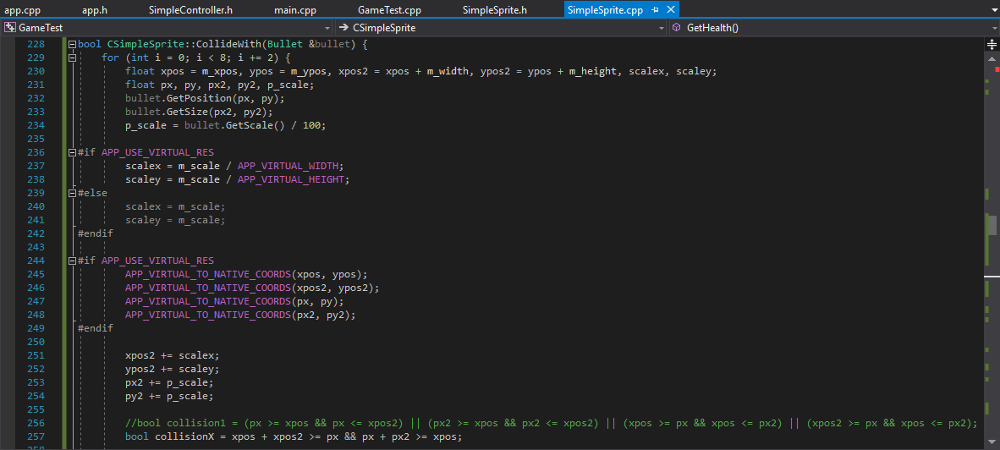 app.cpp app.h SimpleController.h main.cpp GameTest.cpp SimpleSprite.h SimpleSprite.cpp
GameTest CSimpleSprite GetHealth()
228 bool CSimpleSprite::CollideWith(Bullet &bullet) {
229 for (int i = 0; i < 8; i += 2) {
230 float xpos = m_xpos, ypos = m_ypos, xpos2 = xpos + m_width, ypos2 = ypos + m_height, scalex, scaley;
231 float px, py, px2, py2, p_scale;
232 bullet.GetPosition(px, py);
233 bullet.GetSize(px2, py2);
234 p_scale = bullet.GetScale() / 100;
235
236 #if APP_USE_VIRTUAL_RES
237 scalex = m_scale / APP_VIRTUAL_WIDTH;
238 scaley = m_scale / APP_VIRTUAL_HEIGHT;
239 #else
240 scalex = m_scale;
241 scaley = m_scale;
242 #endif
243
244 #if APP_USE_VIRTUAL_RES
245 APP_VIRTUAL_TO_NATIVE_COORDS(xpos, ypos);
246 APP_VIRTUAL_TO_NATIVE_COORDS(xpos2, ypos2);
247 APP_VIRTUAL_TO_NATIVE_COORDS(px, py);
248 APP_VIRTUAL_TO_NATIVE_COORDS(px2, py2);
249 #endif
250
251 xpos2 += scalex;
252 ypos2 += scaley;
253 px2 += p_scale;
254 py2 += p_scale;
255
256 //bool collision1 = (px >= xpos && px <= xpos2) || (px2 >= xpos && px2 <= xpos2) || (xpos >= px && xpos <= px2) || (xpos2 >= px && xpos <= px2);
257 bool collisionX = xpos + xpos2 >= px && px + px2 >= xpos;
258